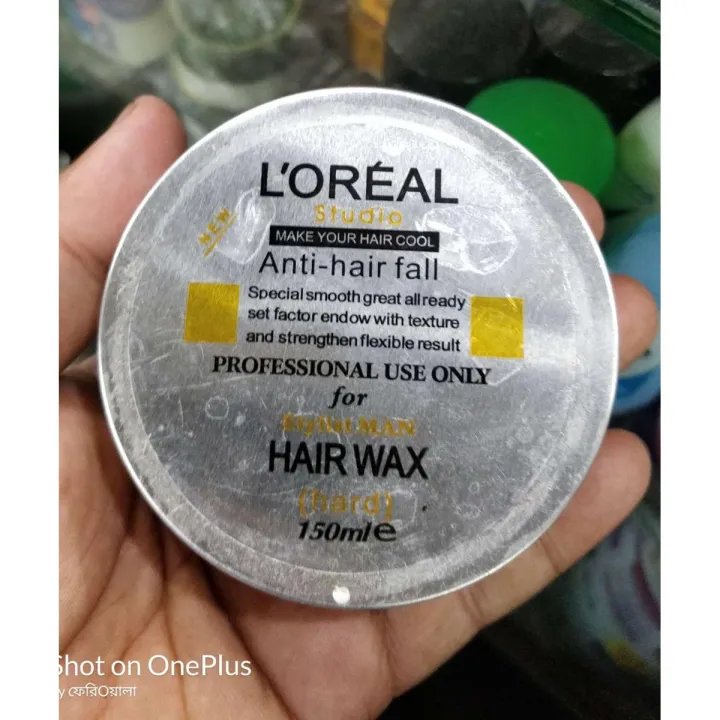 L'ORÉAL
Studio
NEW
MAKE YOUR HAIR COOL
Anti-hair fall
Special smooth great all ready
set factor endow with texture
and strengthen flexible result
PROFESSIONAL USE ONLY
for
Stylist MAN
HAIR WAX
(hard)
150ml e
Shot on OnePlus
y ফেরিOয়ালা